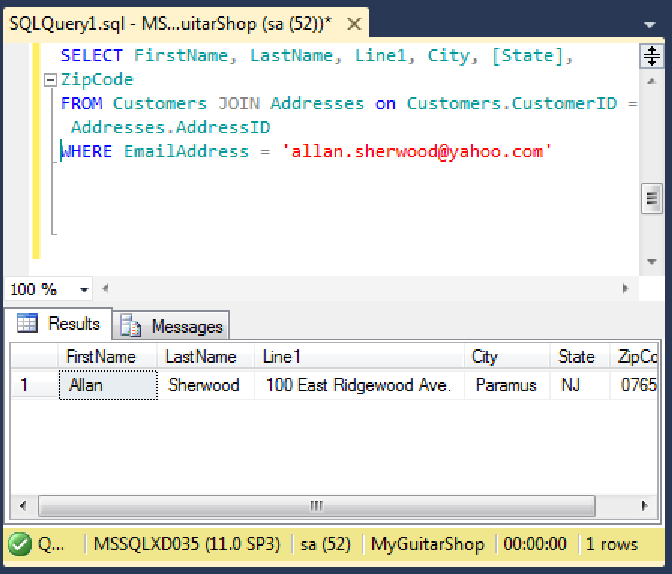 SQLQuery1.sql - MS...uitarShop (sa (52))* ×
SELECT FirstName, LastName, Line1, City, [State],
ZipCode
FROM Customers JOIN Addresses on Customers.CustomerID =
Addresses.AddressID
WHERE EmailAddress = 'allan.sherwood@yahoo.com'
100 %
Results Messages
FirstName LastName Line1 City State ZipCo
1 Allan Sherwood 100 East Ridgewood Ave. Paramus NJ 0765
Q... MSSQLXD035 (11.0 SP3) sa (52) MyGuitarShop 00:00:00 1 rows